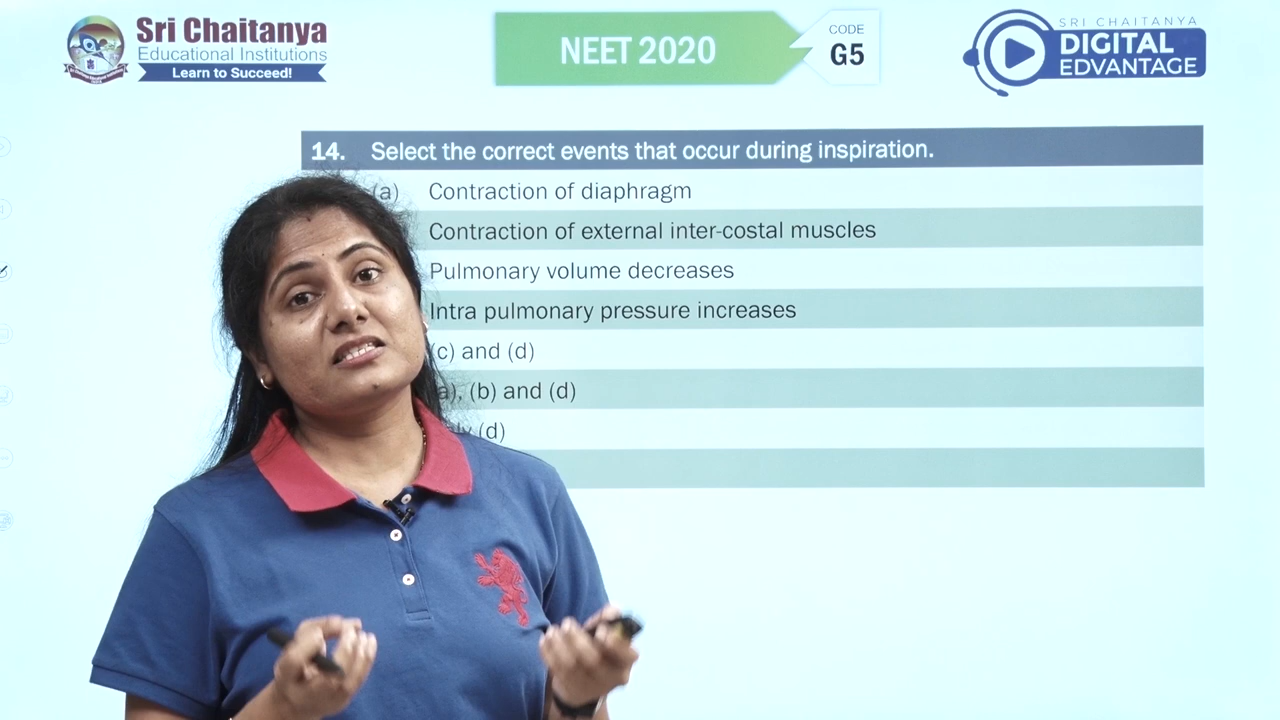 Sri Chaitanya
Educational Institutions
Learn to Succeed!
NEET 2020
CODE
G5
SRI CHAITANYA
DIGITAL
EDVANTAGE
14. Select the correct events that occur during inspiration.
(a) Contraction of diaphragm
Contraction of external inter-costal muscles
Pulmonary volume decreases
Intra pulmonary pressure increases
(c) and (d)
a), (b) and (d)
(d)